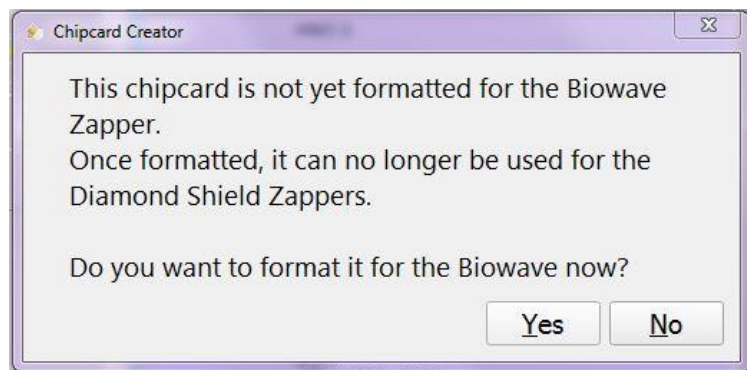 Chipcard Creator
This chipcard is not yet formatted for the Biowave
Zapper.
Once formatted, it can no longer be used for the
Diamond Shield Zappers.
Do you want to format it for the Biowave now?
Yes No